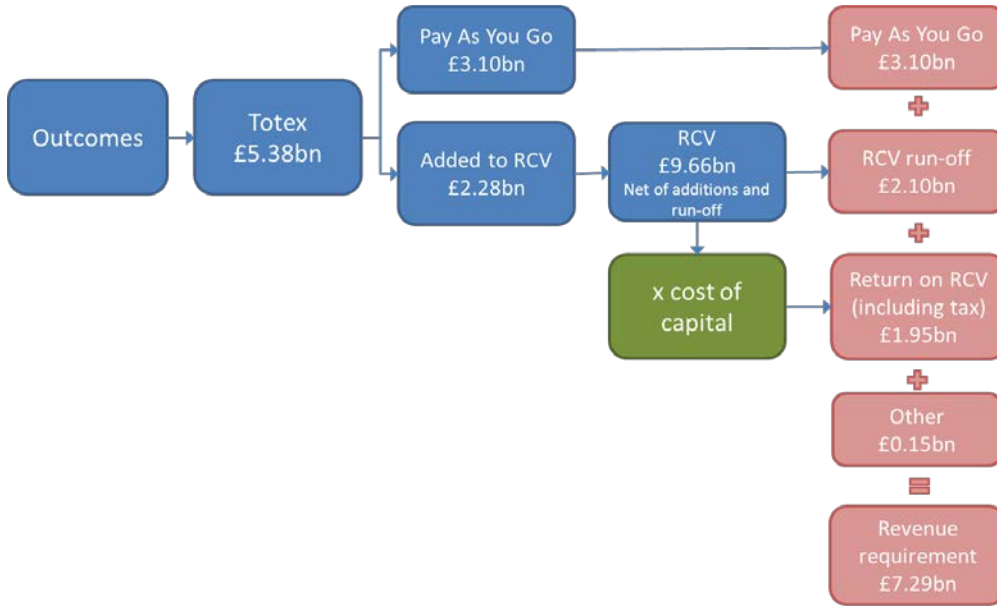 Outcomes
Totex
£5.38bn
Pay As You Go
£3.10bn
Added to RCV
£2.28bn
RCV
£9.66bn
Net of additions and
run-off
x cost of
capital
Pay As You Go
£3.10bn
+
RCV run-off
£2.10bn
+
Return on RCV
(including tax)
£1.95bn
+
Other
£0.15bn
=
Revenue
requirement
£7.29bn